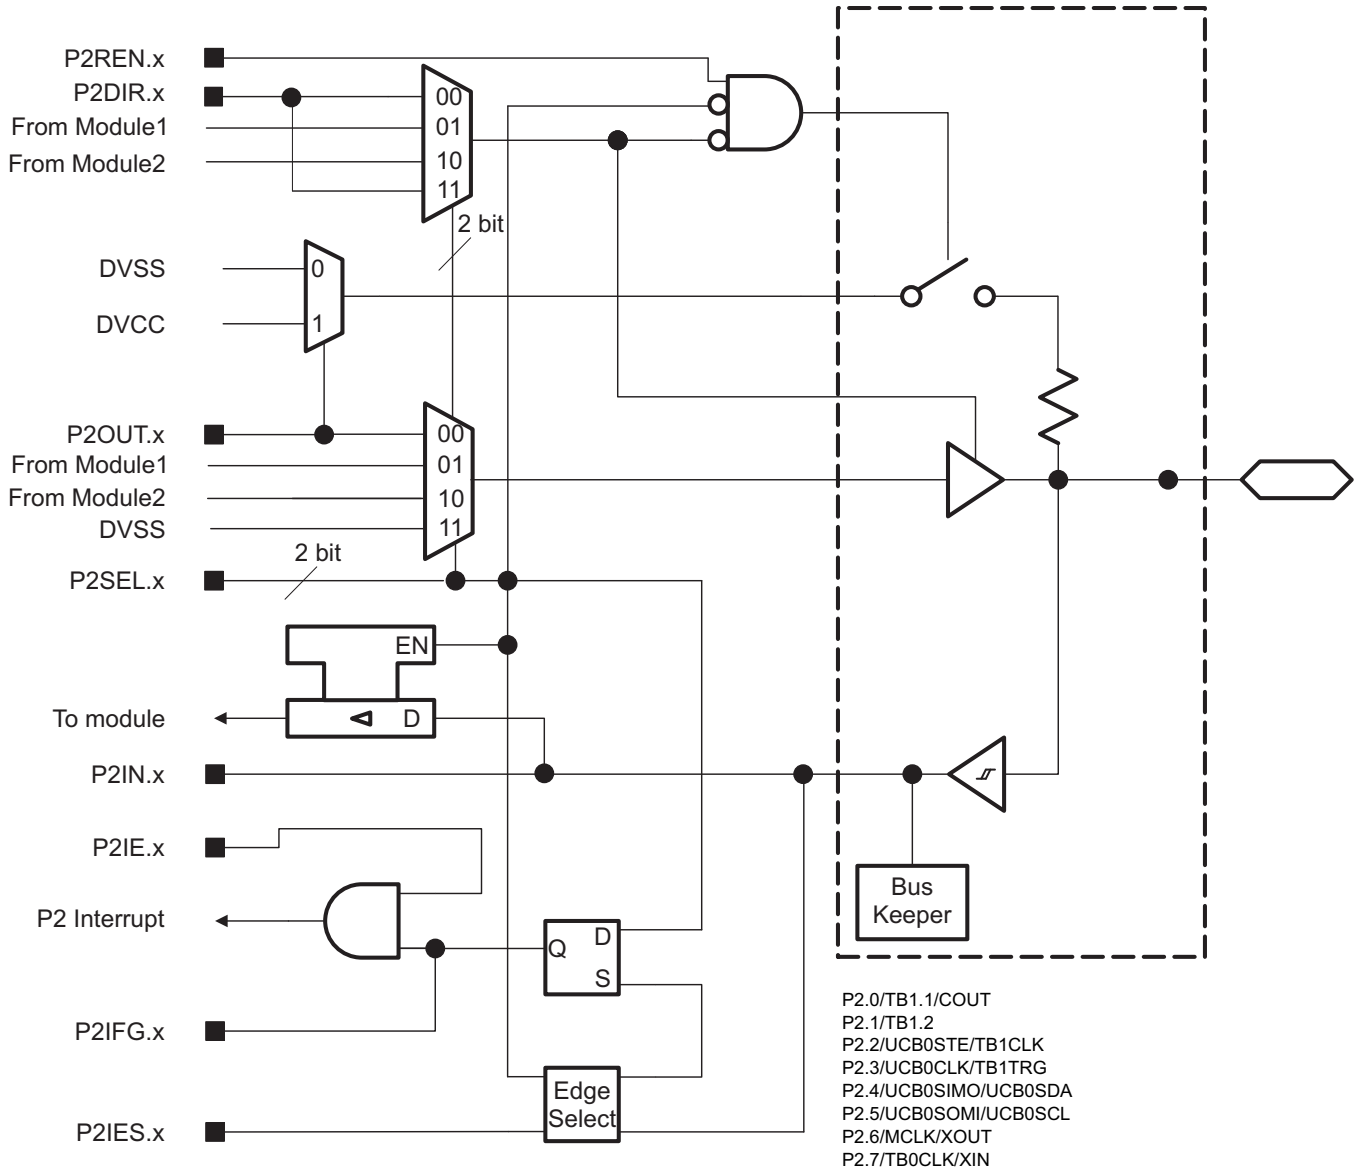 P2REN.x
P2DIR.x
From Module1
From Module2
00
01
10
11
2 bit
DVSS
DVCC
0
1
P2OUT.x
From Module1
From Module2
DVSS
00
01
10
11
2 bit
P2SEL.x
EN
D
To module
P2IN.x
P2IE.x
P2 Interrupt
Q
D
S
P2IFG.x
P2IES.x
Edge
Select
Bus
Keeper
P2.0/TB1.1/COUT
P2.1/TB1.2
P2.2/UCB0STE/TB1CLK
P2.3/UCB0CLK/TB1TRG
P2.4/UCB0SIMO/UCB0SDA
P2.5/UCB0SOMI/UCB0SCL
P2.6/MCLK/XOUT
P2.7/TB0CLK/XIN